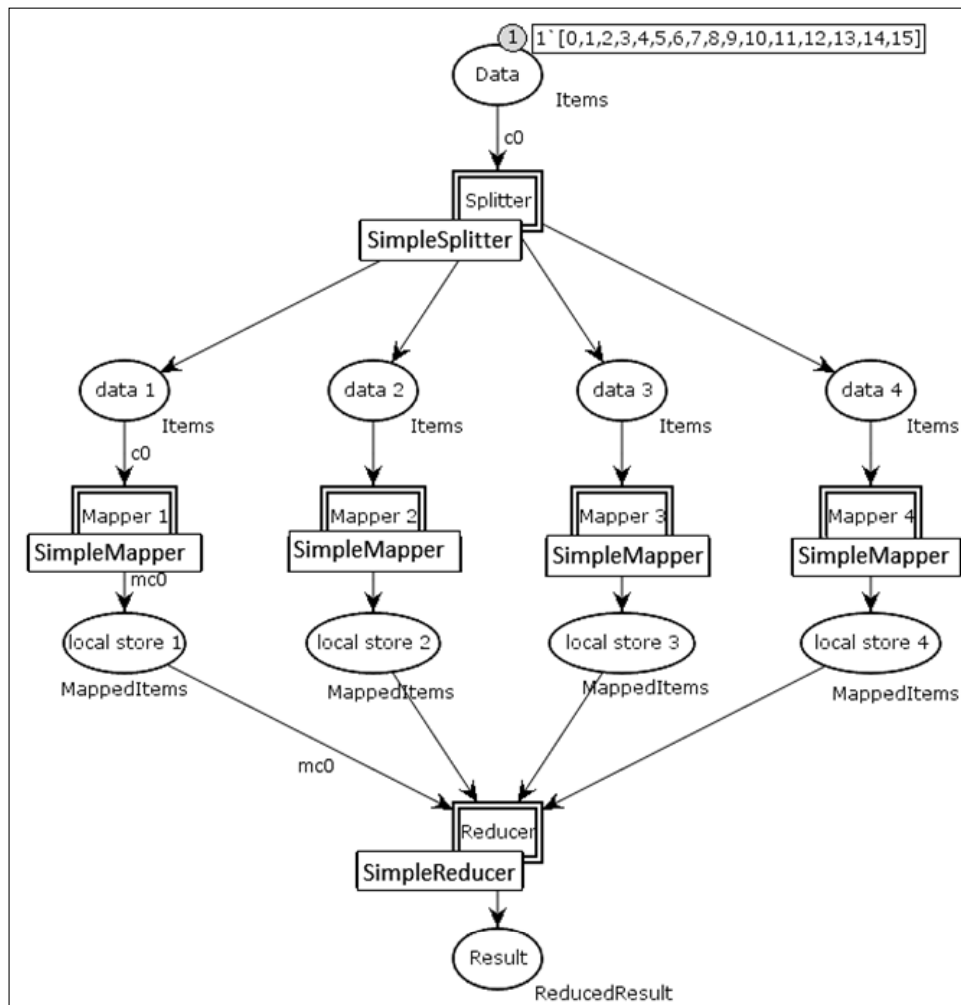 1 1`[0,1,2,3,4,5,6,7,8,9,10,11,12,13,14,15]
Data
Items
c0
Splitter
SimpleSplitter
data 1 data 2 data 3 data 4
Items Items Items Items
c0
Mapper 1 Mapper 2 Mapper 3 Mapper 4
SimpleMapper SimpleMapper SimpleMapper SimpleMapper
mc0
local store 1 local store 2 local store 3 local store 4
MappedItems MappedItems MappedItems MappedItems
mc0
Reducer
SimpleReducer
Result
ReducedResult